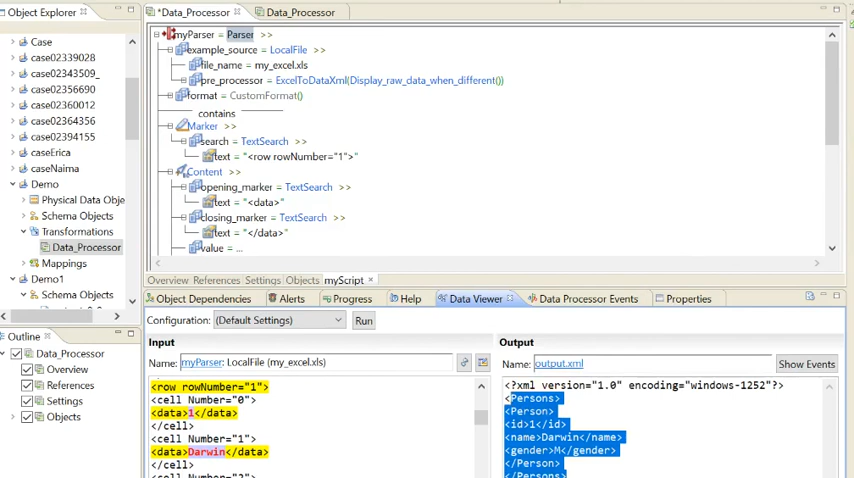 Object Explorer
*Data_Processor
Data_Processor
Case
case02339028
case02343509_
case02356690
case02360012
case02364356
case02394155
caseErica
caseNaima
Demo
Physical Data Obje
Schema Objects
Transformations
Data_Processor
Mappings
Demo1
Schema Objects
myParser = Parser >>
example_source = LocalFile >>
file_name = my_excel.xls
pre_processor = ExcelToDataXml(Display_raw_data_when_different())
format = CustomFormat()
contains
Marker >>
search = TextSearch >>
text = "<row rowNumber="1">"
Content >>
opening_marker = TextSearch >>
text = "<data>"
closing_marker = TextSearch >>
text = "</data>"
value = ...
Overview References Settings Objects myScript
Outline
Data_Processor
Overview
References
Settings
Objects
Object Dependencies Alerts Progress Help Data Viewer Data Processor Events Properties
Configuration: (Default Settings) Run
Input
Name: myParser: LocalFile (my_excel.xls)
<row rowNumber="1">
<cell Number="0">
<data>1</data>
</cell>
<cell Number="1">
<data>Darwin</data>
</cell>
Output
Name: output.xml Show Events
<?xml version="1.0" encoding="windows-1252"?>
<Persons>
<Person>
<id>1</id>
<name>Darwin</name>
<gender>M</gender>
</Person>
</Persons>